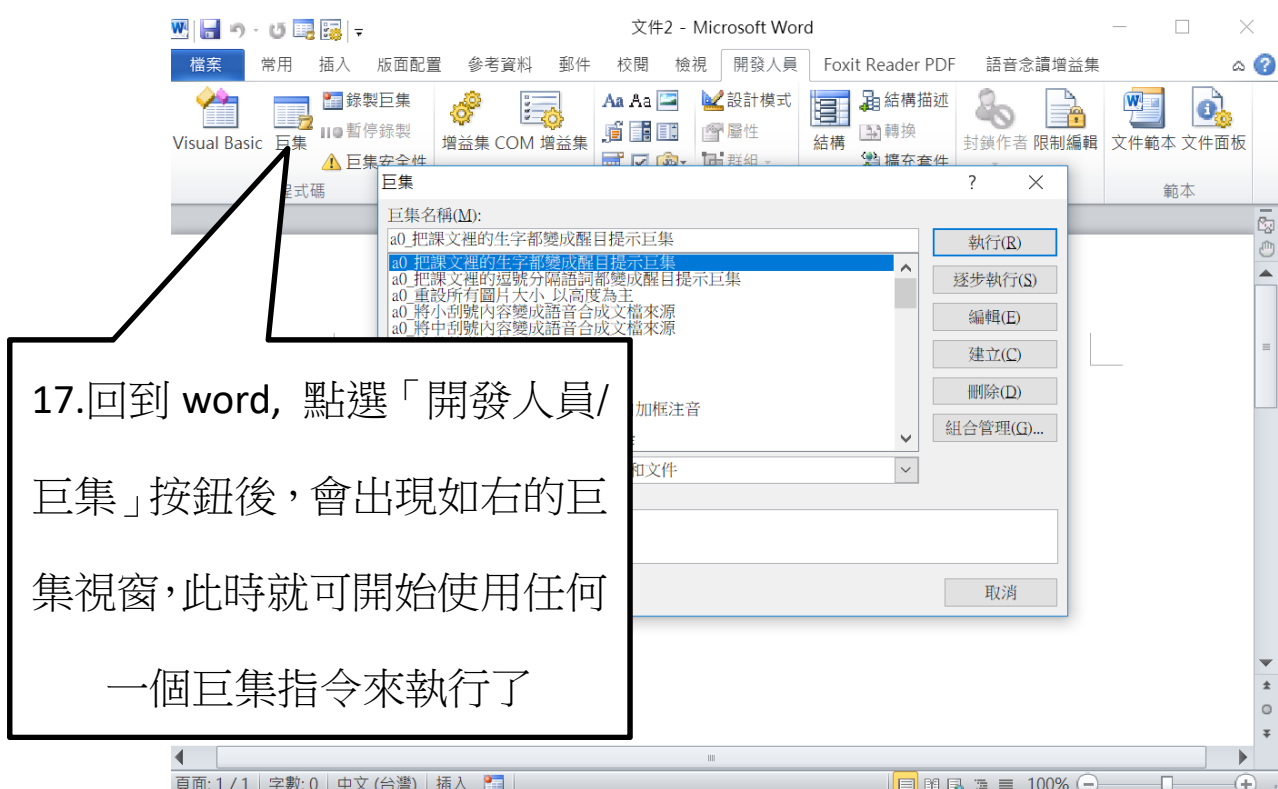 文件2 - Microsoft Word
檔案 常用 插入 版面配置 參考資料 郵件 校閱 檢視 開發人員 Foxit Reader PDF 語音念讀增益集
Visual Basic 巨集 錄製巨集 暫停錄製 巨集安全性
增益集 COM 增益集
Aa Aa 設計模式 屬性 群組
結構 結構描述 轉換 擴充套件
封鎖作者 限制編輯
文件範本 文件面板
式碼
範本
巨集
巨集名稱(M):
a0_把課文裡的生字都變成醒目提示巨集
a0_把課文裡的生字都變成醒目提示巨集
a0_把課文裡的逗號分隔語詞都變成醒目提示巨集
a0_重設所有圖片大小_以高度為主
a0_將小刮號內容變成語音合成文檔來源
a0_將中刮號內容變成語音合成文檔來源
加框注音
和文件
執行(R)
逐步執行(S)
編輯(E)
建立(C)
刪除(D)
組合管理(G)...
取消
17.回到 word, 點選「開發人員/
巨集」按鈕後，會出現如右的巨
集視窗，此時就可開始使用任何
一個巨集指令來執行了
頁面: 1 / 1 字數: 0 中文 (台灣) 插入 100%